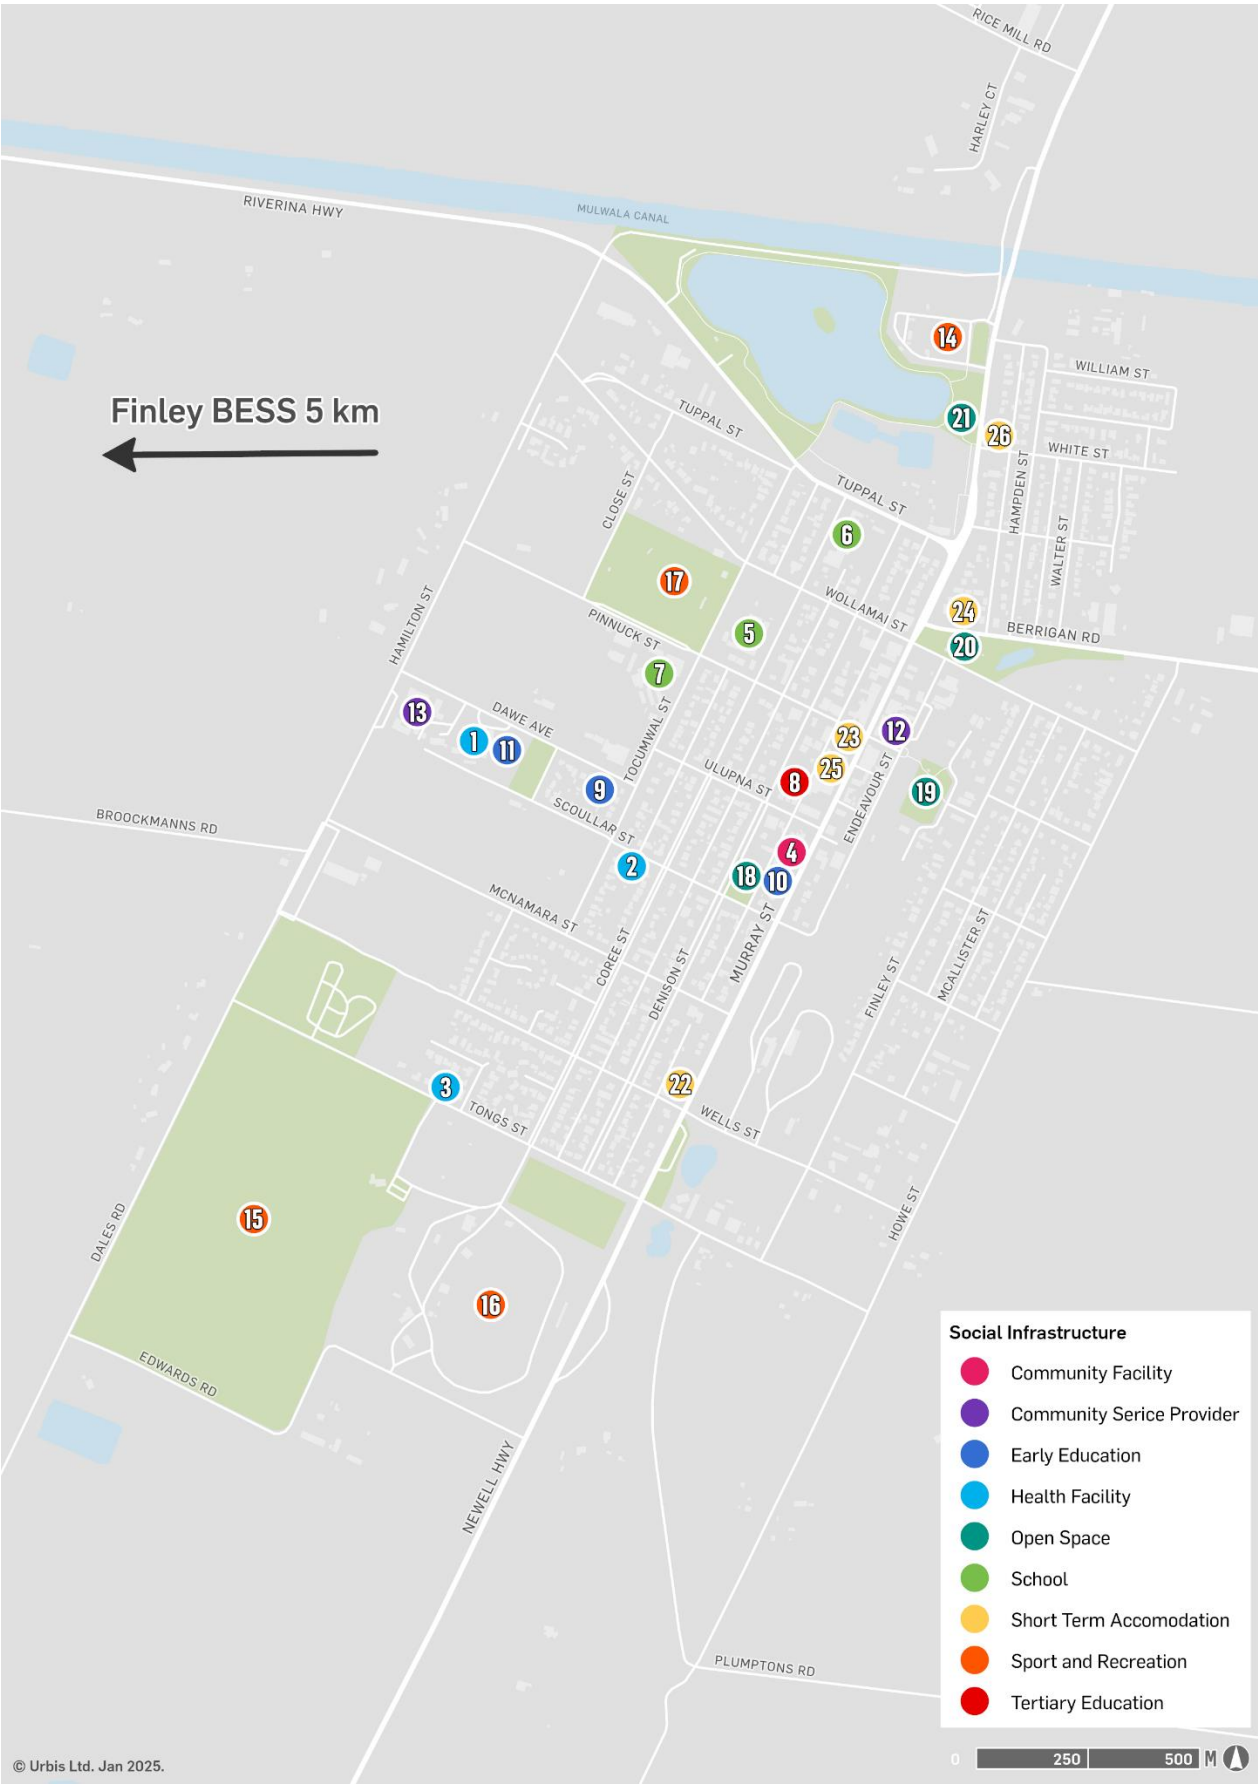 RICE MILL RD
HARLEY CT
RIVERINA HWY
MULWALA CANAL
14
WILLIAM ST
Finley BESS 5 km
TUPPAL ST
21
26
WHITE ST
HAMPDEN ST
CLOSE ST
TUPPAL ST
6
WALTER ST
17
WOLLAMAI ST
24
HAMILTON ST
PINNUCK ST
5
BERRIGAN RD
20
7
13
DAWE AVE
TOCUMWAL ST
1
11
23
12
25
ULUPNA ST
8
9
ENDEAVOUR ST
19
SCOULLAR ST
BROOCKMANNS RD
4
2
18
10
MCNAMARA ST
MURRAY ST
COREE ST
DENISON ST
FINLEY ST
MCALLISTER ST
3
22
TONGS ST
WELLS ST
DALES RD
15
HOWE ST
16
EDWARDS RD
NEWELL HWY
PLUMPTONS RD
Social Infrastructure
Community Facility
Community Serice Provider
Early Education
Health Facility
Open Space
School
Short Term Accomodation
Sport and Recreation
Tertiary Education
© Urbis Ltd. Jan 2025.
0 250 500 M